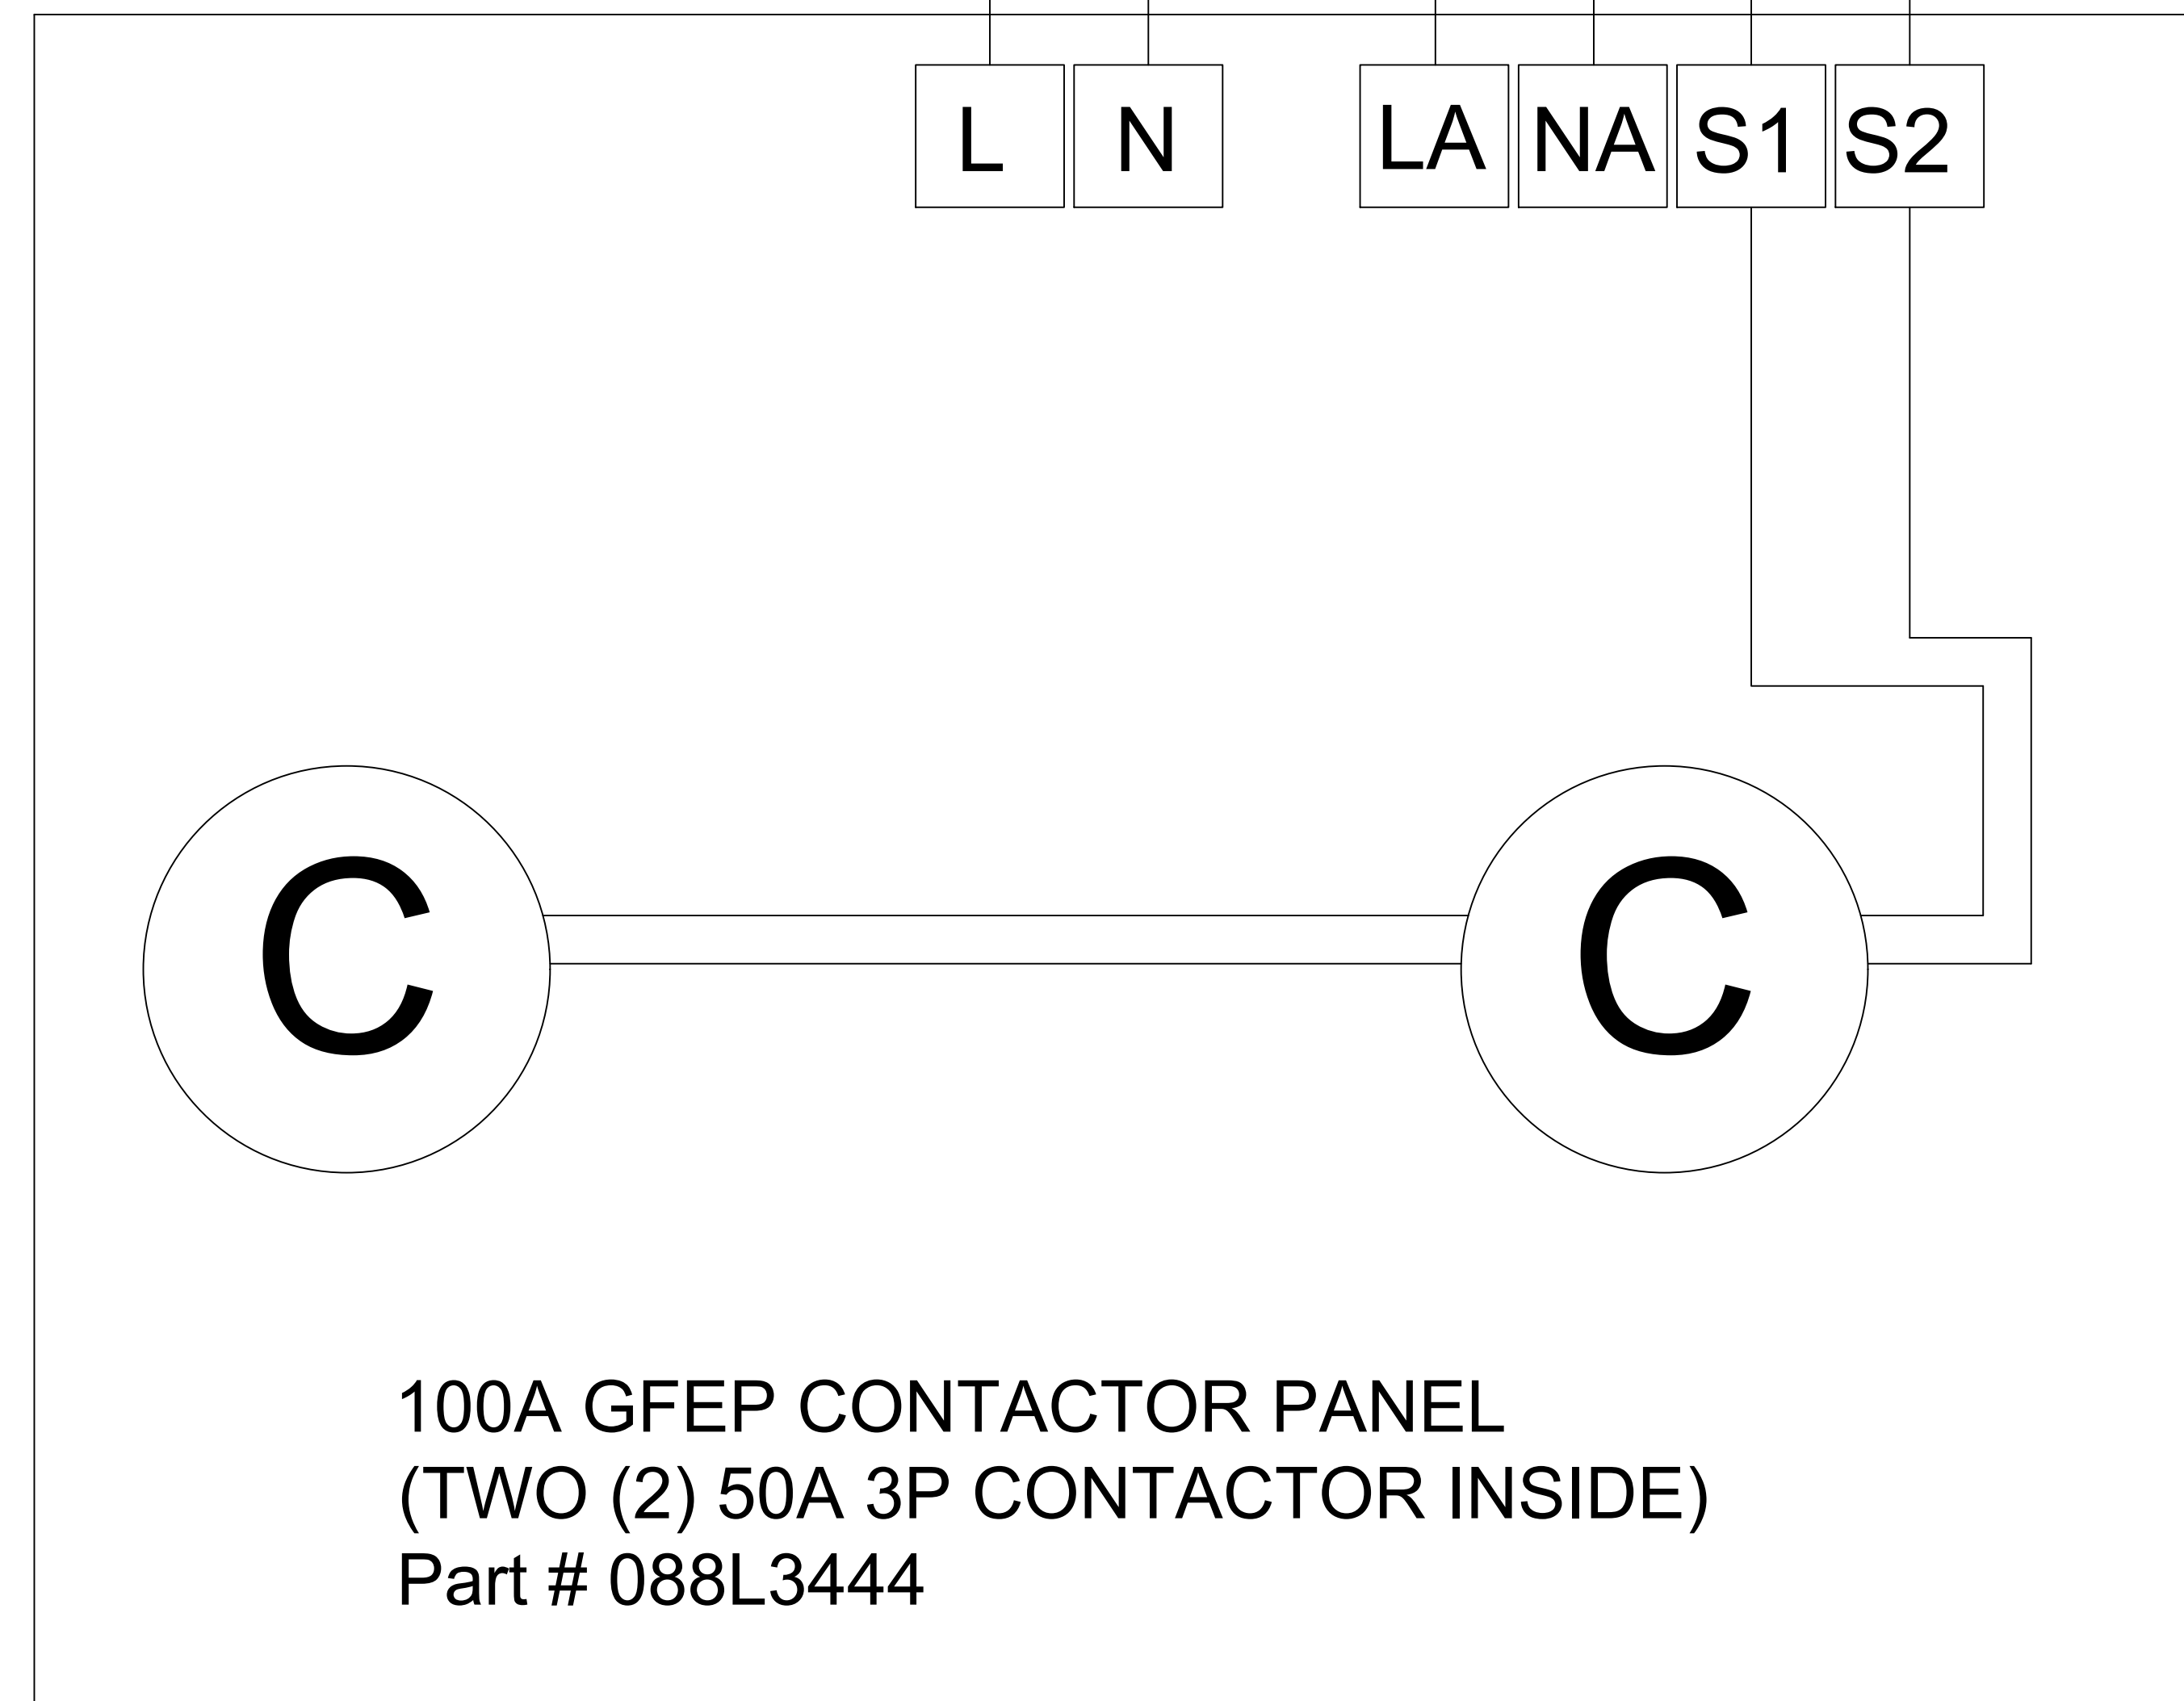 L N LA NA S1 S2
C C
100A GFEP CONTACTOR PANEL
(TWO (2) 50A 3P CONTACTOR INSIDE)
Part # 088L3444